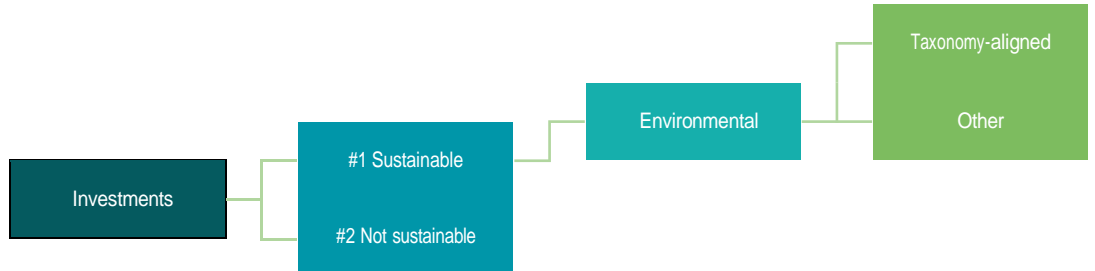 Investments
#1 Sustainable
#2 Not sustainable
Environmental
Taxonomy-aligned
Other